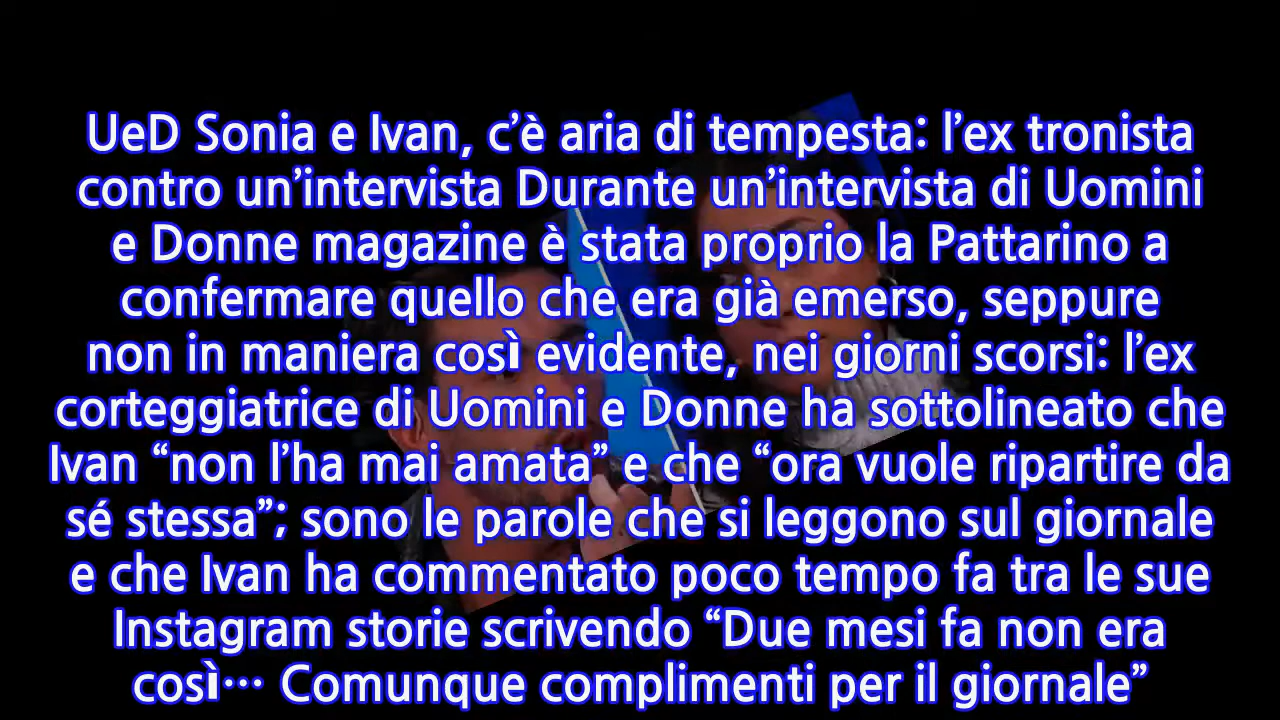 UeD Sonia e Ivan, c’è aria di tempesta: l’ex tronista
contro un’intervista Durante un’intervista di Uomini
e Donne magazine è stata proprio la Pattarino a
confermare quello che era già emerso, seppure
non in maniera così evidente, nei giorni scorsi: l’ex
corteggiatrice di Uomini e Donne ha sottolineato che
Ivan “non l’ha mai amata” e che “ora vuole ripartire da
sé stessa”; sono le parole che si leggono sul giornale
e che Ivan ha commentato poco tempo fa tra le sue
Instagram storie scrivendo “Due mesi fa non era
così… Comunque complimenti per il giornale”